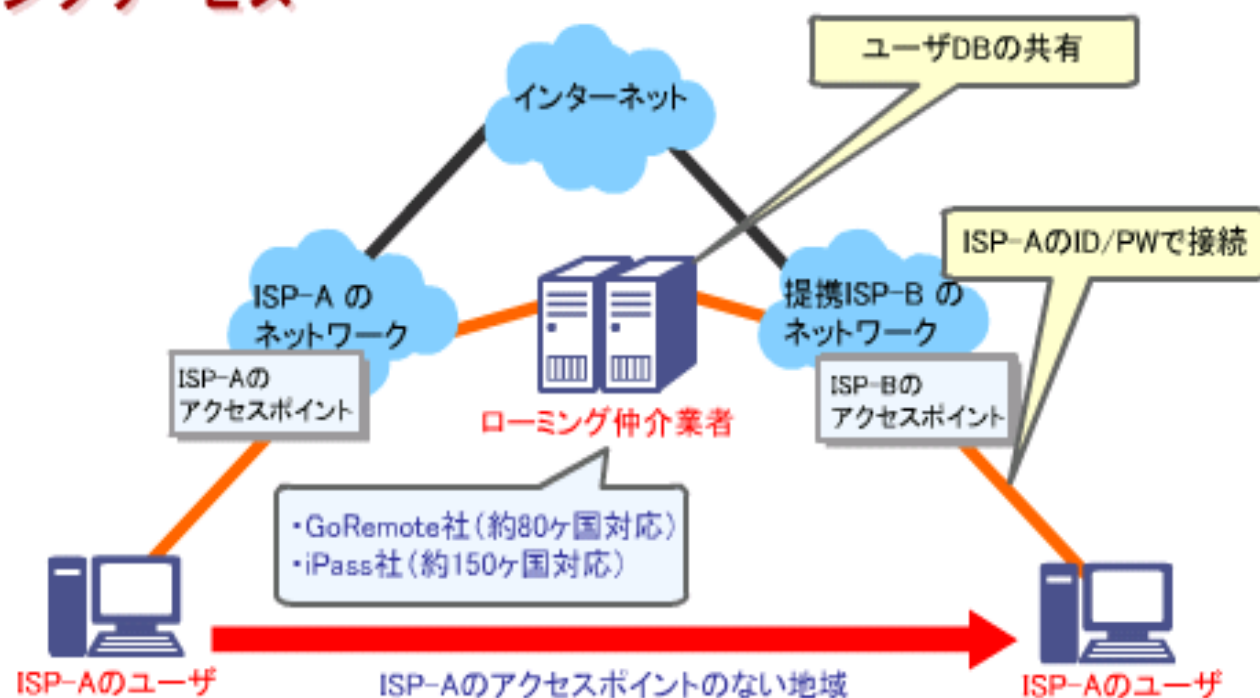 ユーザDBの共有
インターネット
ISP-AのID/PWで接続
ISP-A の
ネットワーク
提携ISP-B の
ネットワーク
ISP-Aの
アクセスポイント
ISP-Bの
アクセスポイント
ローミング仲介業者
・GoRemote社(約80ヶ国対応)
・iPass社(約150ヶ国対応)
ISP-Aのユーザ
ISP-Aのアクセスポイントのない地域
ISP-Aのユーザ